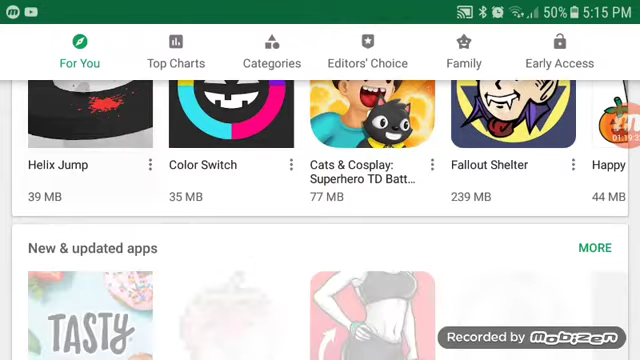 50% 5:15 PM
For You Top Charts Categories Editors' Choice Family Early Access
Helix Jump Color Switch Cats & Cosplay: Fallout Shelter Happy
Superhero TD Batt...
39 MB 35 MB 77 MB 239 MB 44 MB
New & updated apps MORE
TASTY
Recorded by mobizen